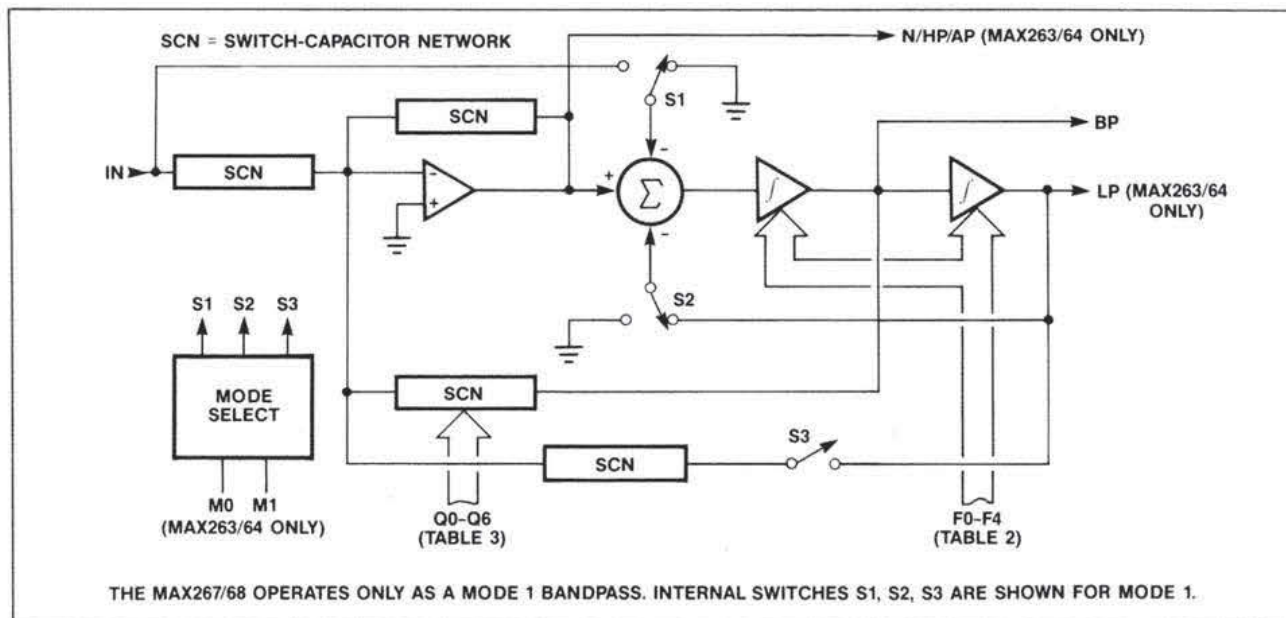 SCN = SWITCH-CAPACITOR NETWORK
N/HP/AP (MAX263/64 ONLY)
S1
SCN
BP
IN
SCN
-
+
+
-
Σ
-
∫
∫
LP (MAX263/64
ONLY)
S2
S1 S2 S3
MODE
SELECT
SCN
S3
SCN
M0 M1
(MAX263/64 ONLY)
Q0-Q6
(TABLE 3)
F0-F4
(TABLE 2)
THE MAX267/68 OPERATES ONLY AS A MODE 1 BANDPASS. INTERNAL SWITCHES S1, S2, S3 ARE SHOWN FOR MODE 1.